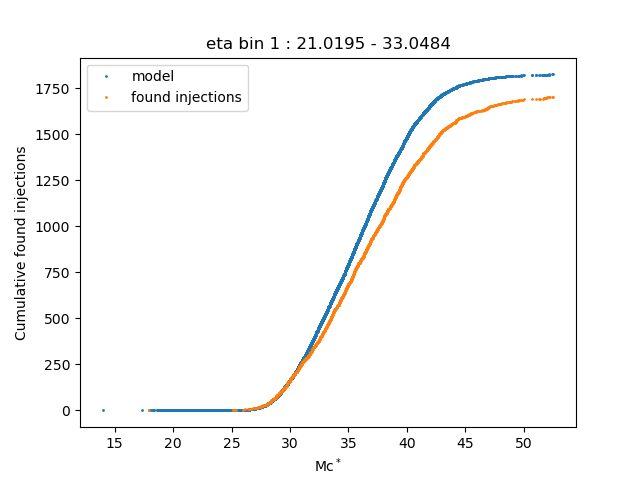 eta bin 1 : 21.0195 - 33.0484
model
found injections
1750
1500
1250
1000
750
500
250
0
Cumulative found injections
15 20 25 30 35 40 45 50
Mc*